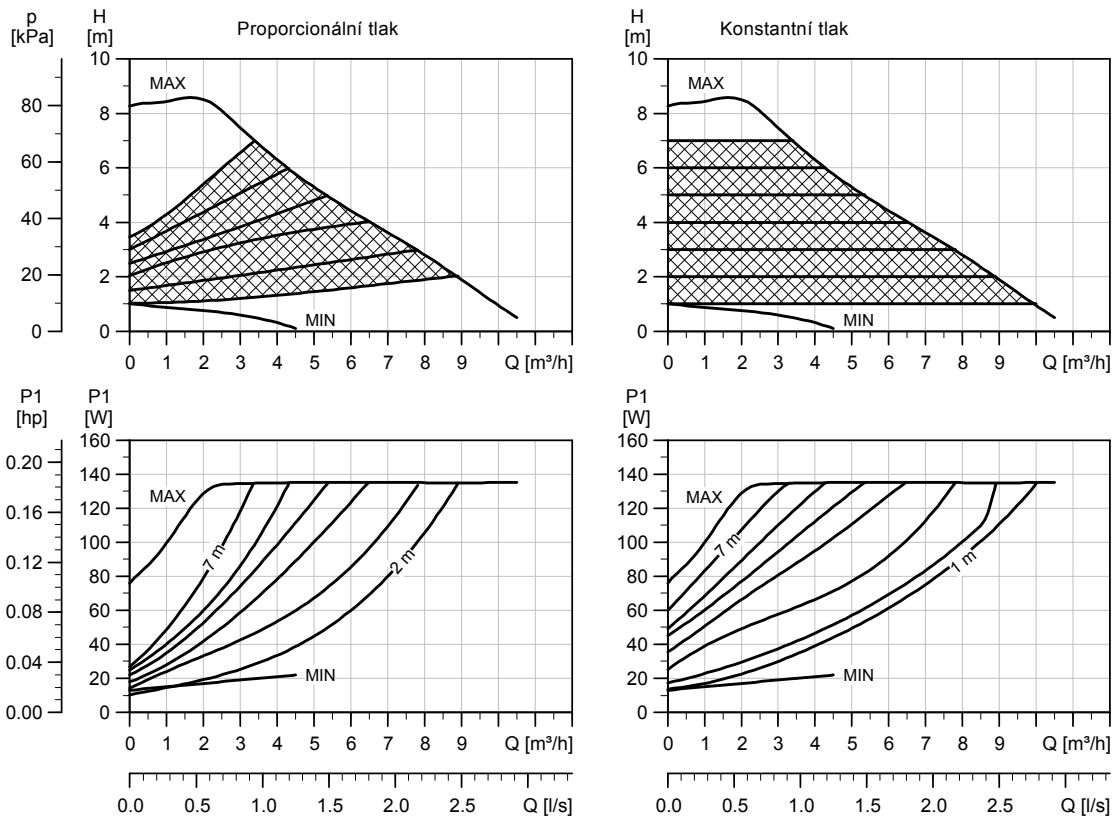 p
[kPa]
H
[m]
Proporcionální tlak
10
8
6
4
2
0
80
60
40
20
0
MAX
MIN
0 1 2 3 4 5 6 7 8 9 Q [m³/h]
H
[m]
Konstantní tlak
10
8
6
4
2
0
MAX
MIN
0 1 2 3 4 5 6 7 8 9 Q [m³/h]
P1
[hp]
P1
[W]
160
140
120
100
80
60
40
20
0
0.20
0.16
0.12
0.08
0.04
0.00
MAX
7 m
2 m
MIN
0 1 2 3 4 5 6 7 8 9 Q [m³/h]
0.0 0.5 1.0 1.5 2.0 2.5 Q [l/s]
P1
[W]
160
140
120
100
80
60
40
20
0
MAX
7 m
1 m
MIN
0 1 2 3 4 5 6 7 8 9 Q [m³/h]
0.0 0.5 1.0 1.5 2.0 2.5 Q [l/s]